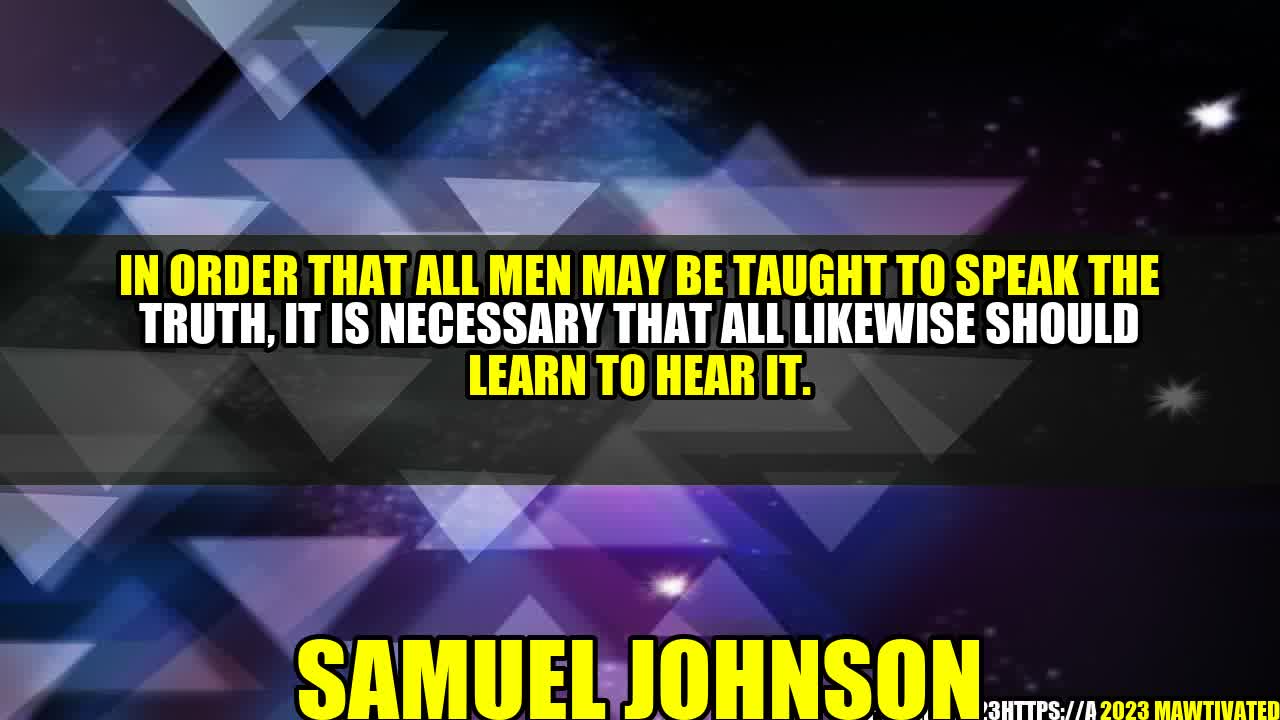 IN ORDER THAT ALL MEN MAY BE TAUGHT TO SPEAK THE
TRUTH, IT IS NECESSARY THAT ALL LIKEWISE SHOULD
LEARN TO HEAR IT.
SAMUEL JOHNSON
23HTTPS://A 2023 MAWTIVATED